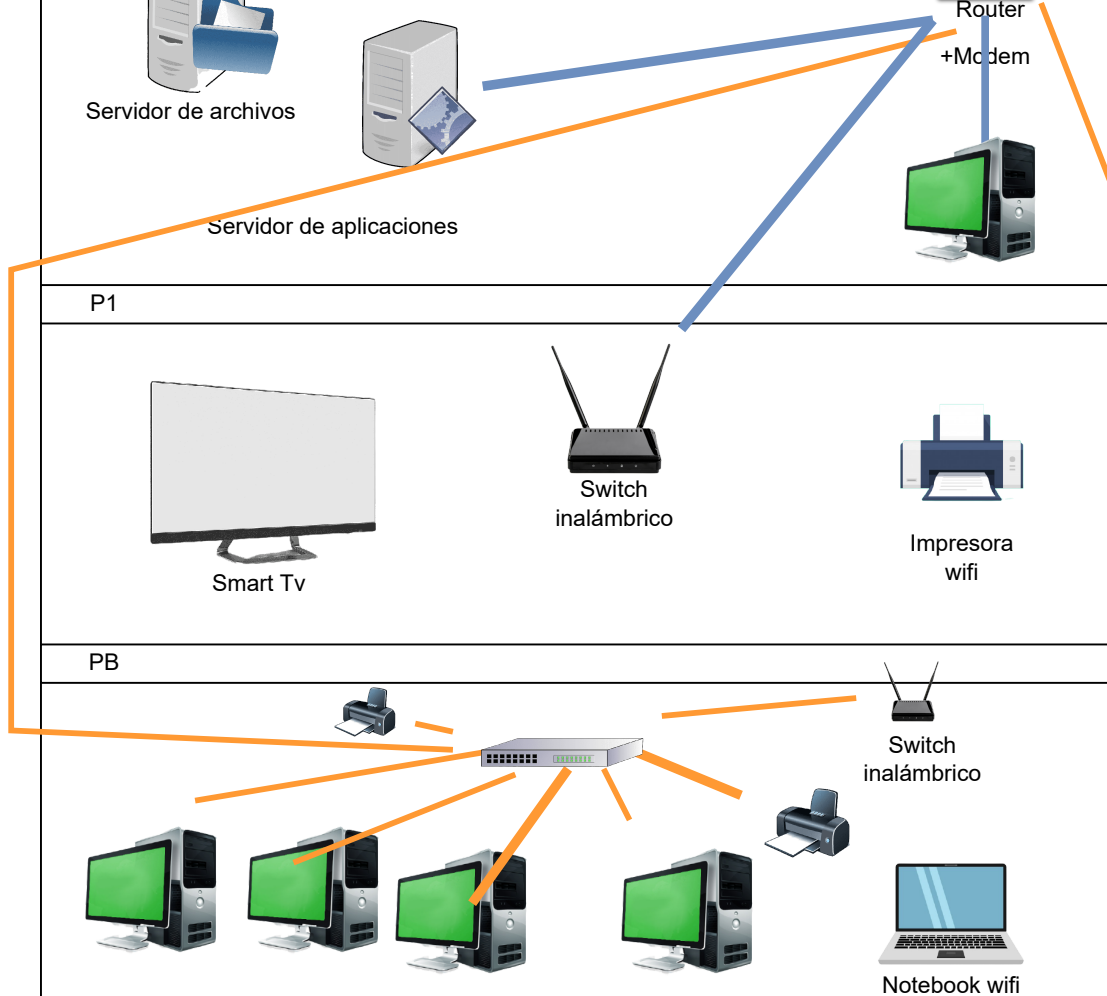 Router
+Modem
Servidor de archivos
Servidor de aplicaciones
P1
Switch
inalámbrico
Impresora
wifi
Smart Tv
PB
Switch
inalámbrico
Notebook wifi